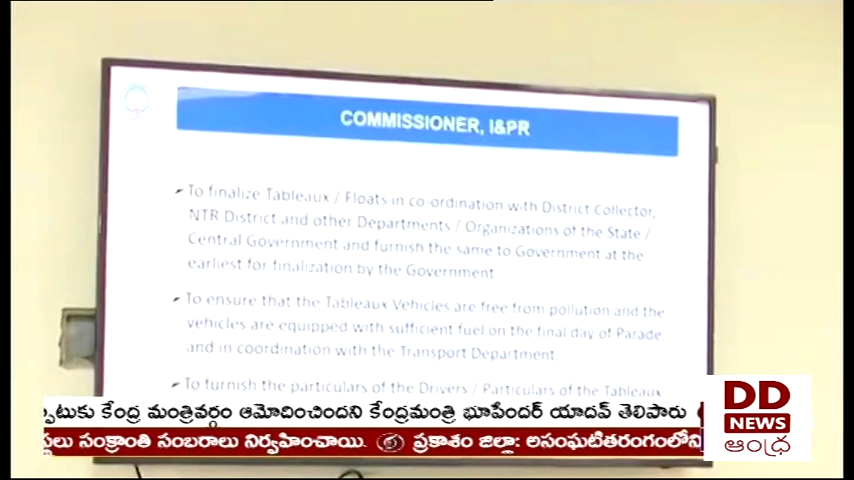 COMMISSIONER, I&PR
To finalize Tableaux / Floats in co-ordination with District Collector,
NTR District and other Departments / Organizations of the State /
Central Government and furnish the same to Government at the
earliest for finalization by the Government
To ensure that the Tableaux Vehicles are free from pollution and the
vehicles are equipped with sufficient fuel on the final day of Parade
and in coordination with the Transport Department
To furnish the particulars of the Drivers / Particulars of the Tableaux
కేంద్ర మంత్రివర్గం ఆమోదించిందని కేంద్రమంత్రి భూపేందర్ యాదవ్ తెలిపారు
సంక్రాంతి సంబరాలు నిర్వహించాయి. ప్రకాశం జిల్లా: అసంఘటితరంగంలోని
DD
NEWS
ఆంధ్ర